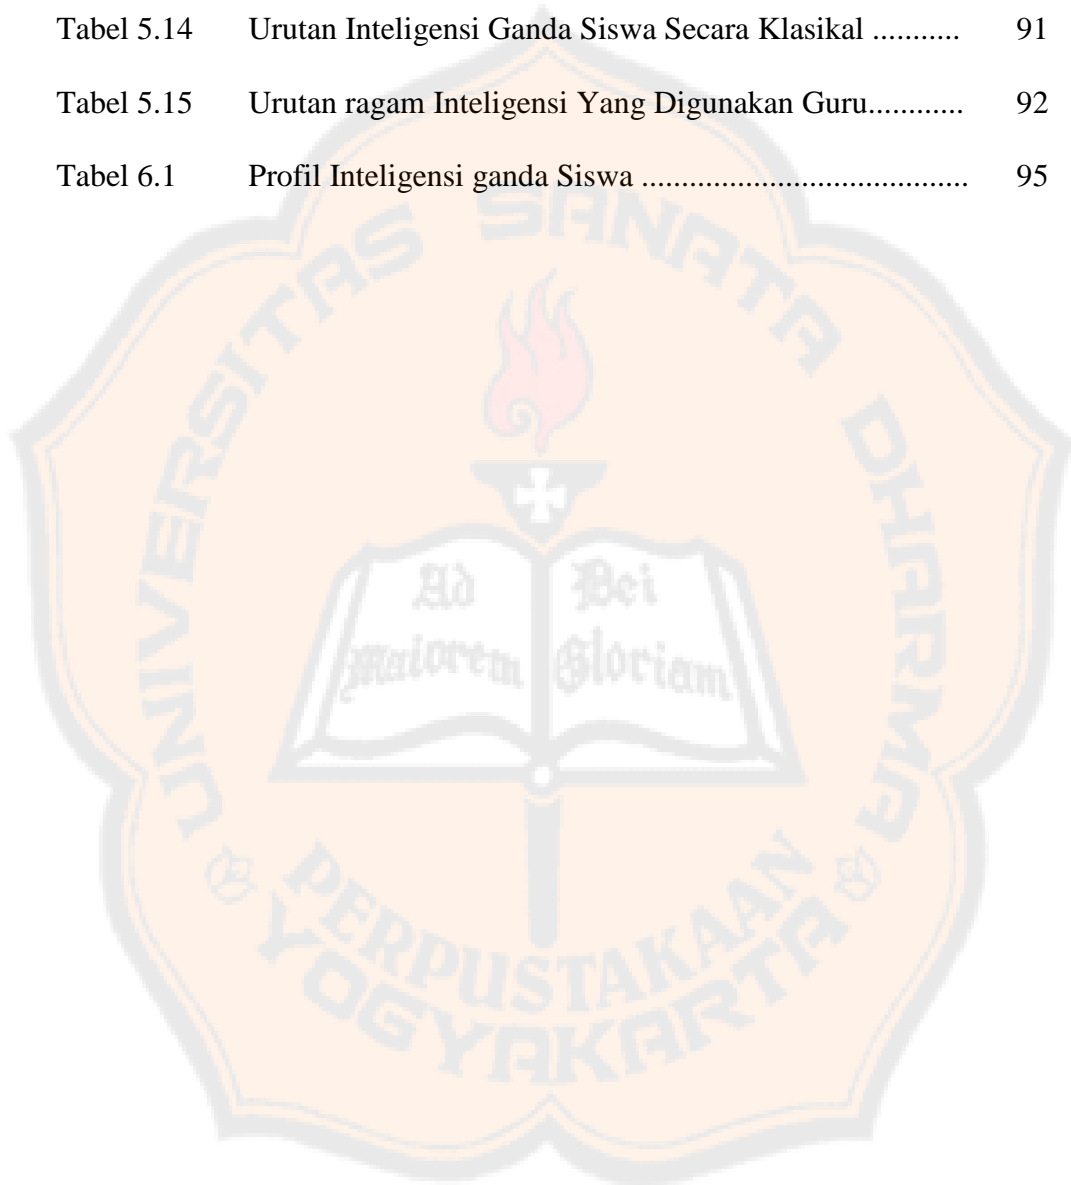 Tabel 5.14 Urutan Inteligensi Ganda Siswa Secara Klasikal ........... 91
Tabel 5.15 Urutan ragam Inteligensi Yang Digunakan Guru............ 92
Tabel 6.1 Profil Inteligensi ganda Siswa .......................................... 95
UNIVERSITAS SANATA DHARMA
Ad Maiorem
Dei Gloriam
PERPUSTAKAAN
YOGYAKARTA